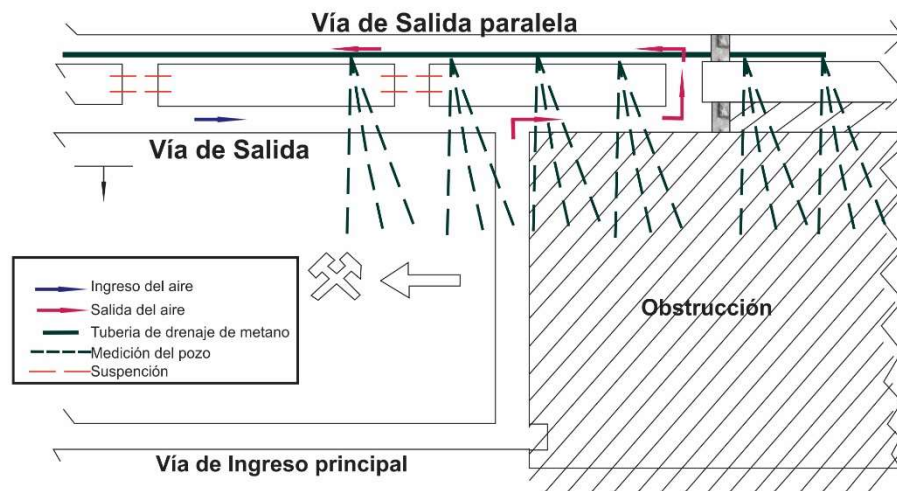 Vía de Salida paralela
Vía de Salida
Ingreso del aire
Salida del aire
Tuberia de drenaje de metano
Medición del pozo
Suspención
Obstrucción
Vía de Ingreso principal